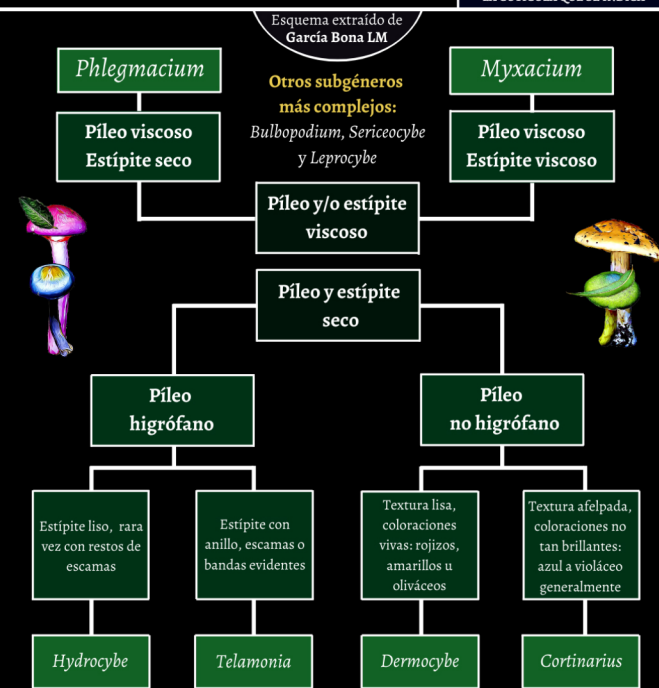 Esquema extraído de
García Bona LM
Phlegmacium
Myxacium
Otros subgéneros
más complejos:
Bulbopodium, Sericeocybe
y Leprocybe
Píleo viscoso
Estípite seco
Píleo viscoso
Estípite viscoso
Píleo y/o estípite
viscoso
Píleo y estípite
seco
Píleo
higrófano
Píleo
no higrófano
Estípite liso, rara
vez con restos de
escamas
Estípite con
anillo, escamas o
bandas evidentes
Textura lisa,
coloraciones
vivas: rojizos,
amarillos u
oliváceos
Textura afelpada,
coloraciones no
tan brillantes:
azul a violáceo
generalmente
Hydrocybe
Telamonia
Dermocybe
Cortinarius